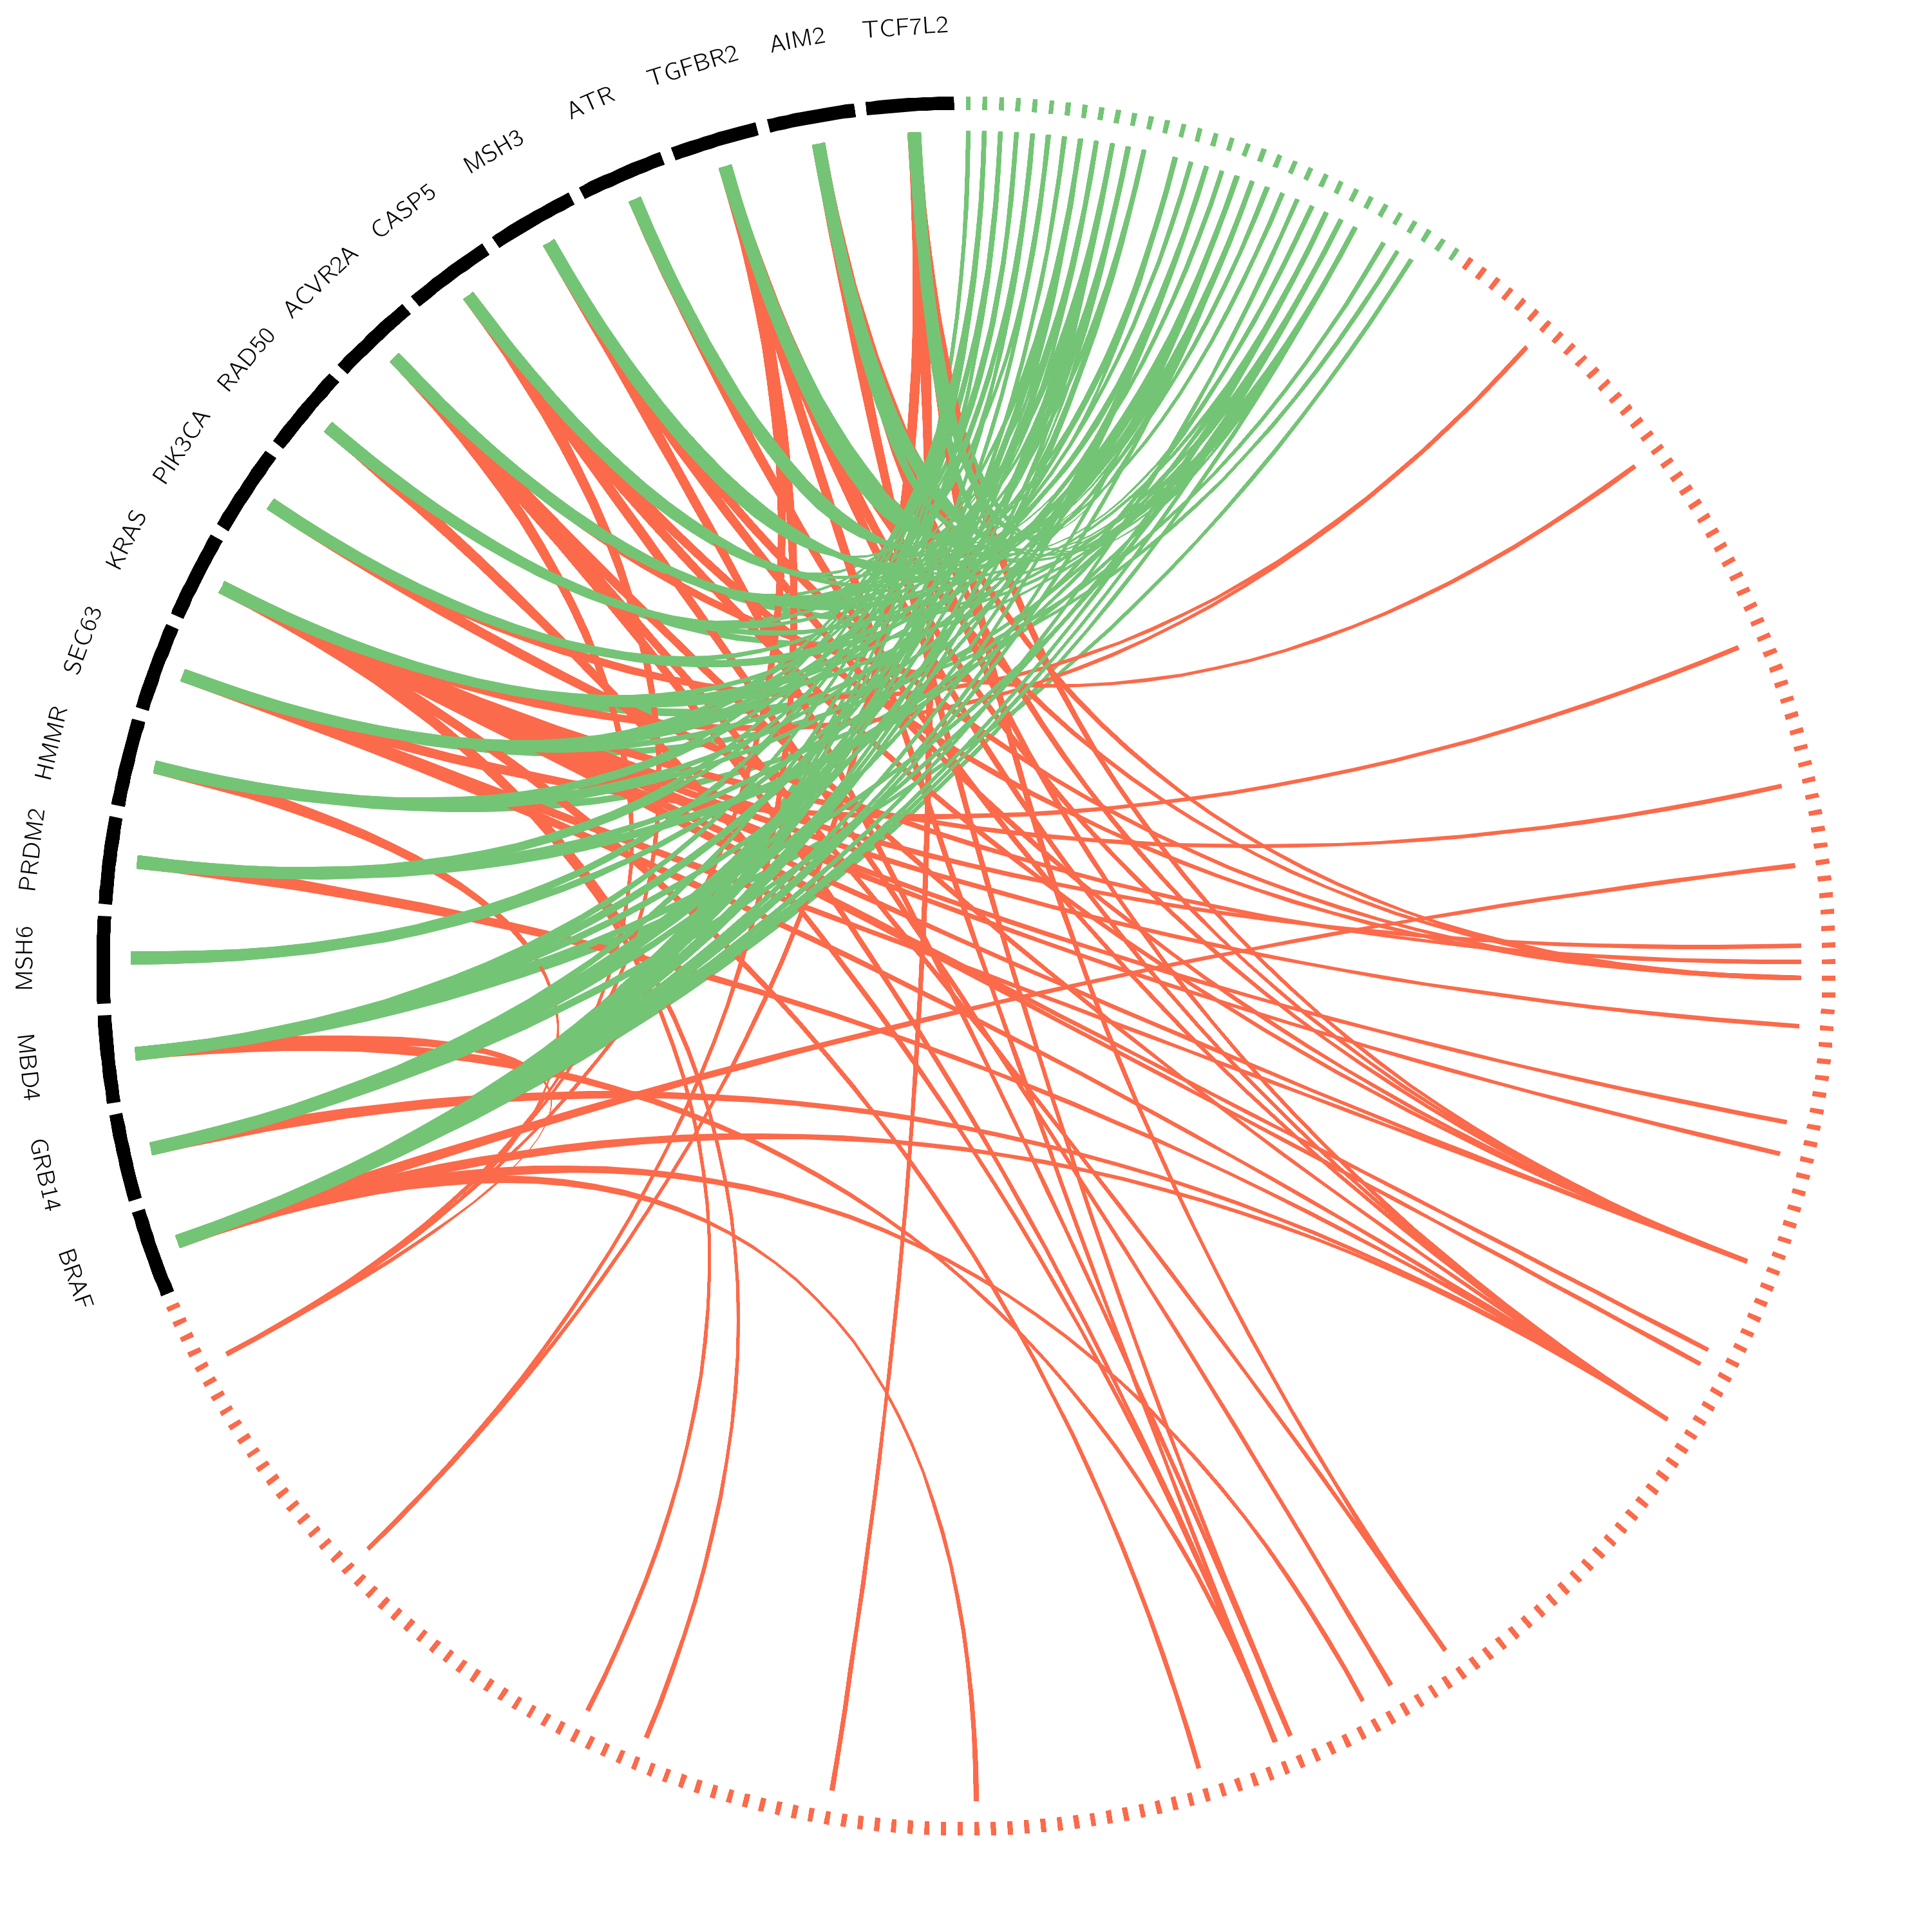 TCF7L2
AIM2
TGFBR2
ATR
MSH3
CASP5
ACVR2A
RAD50
PIK3CA
KRAS
SEC63
HMMR
PRDM2
MSH6
MBD4
GRB14
BRAF